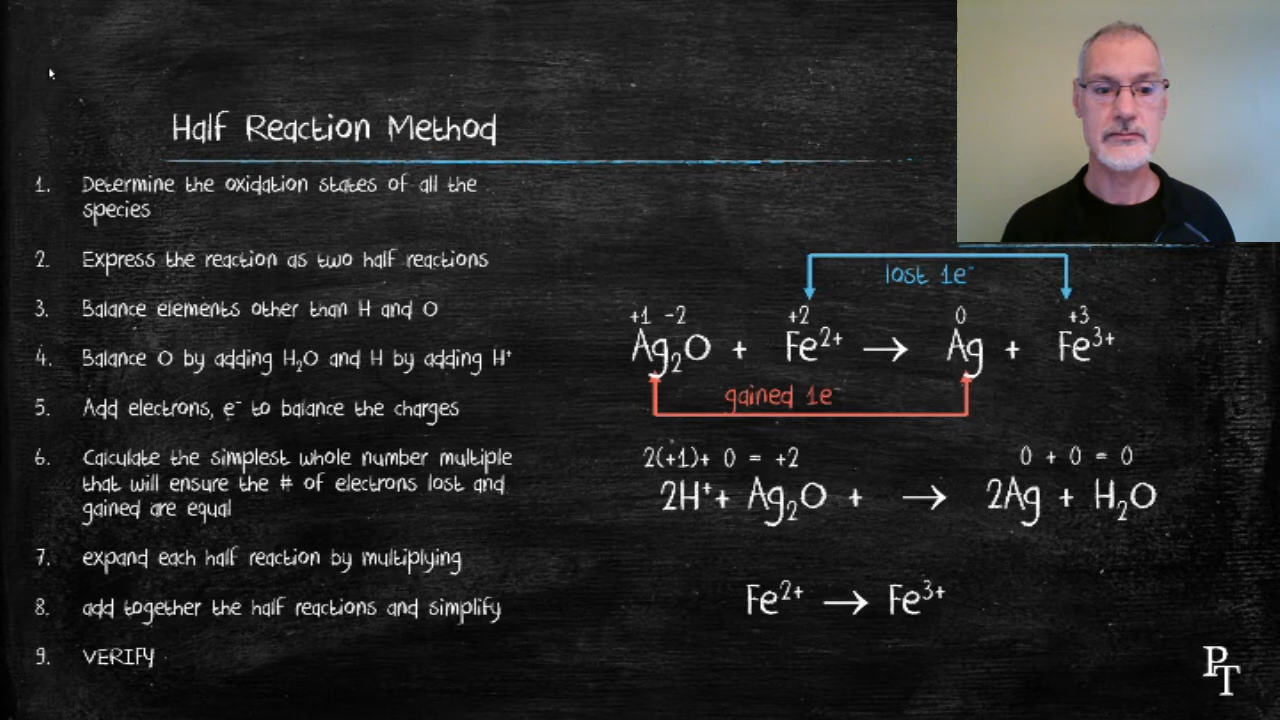 Half Reaction Method
1. Determine the oxidation states of all the
species
2. Express the reaction as two half reactions
3. Balance elements other than H and O
4. Balance O by adding H₂O and H by adding H⁺
5. Add electrons, e⁻ to balance the charges
6. Calculate the simplest whole number multiple
that will ensure the # of electrons lost and
gained are equal
7. expand each half reaction by multiplying
8. add together the half reactions and simplify
9. VERIFY
lost 1e⁻
+1 -2 +2 0 +3
Ag₂O + Fe²⁺ → Ag + Fe³⁺
gained 1e⁻
2(+1)+ 0 = +2 0 + 0 = 0
2H⁺+ Ag₂O + → 2Ag + H₂O
Fe²⁺ → Fe³⁺
PT